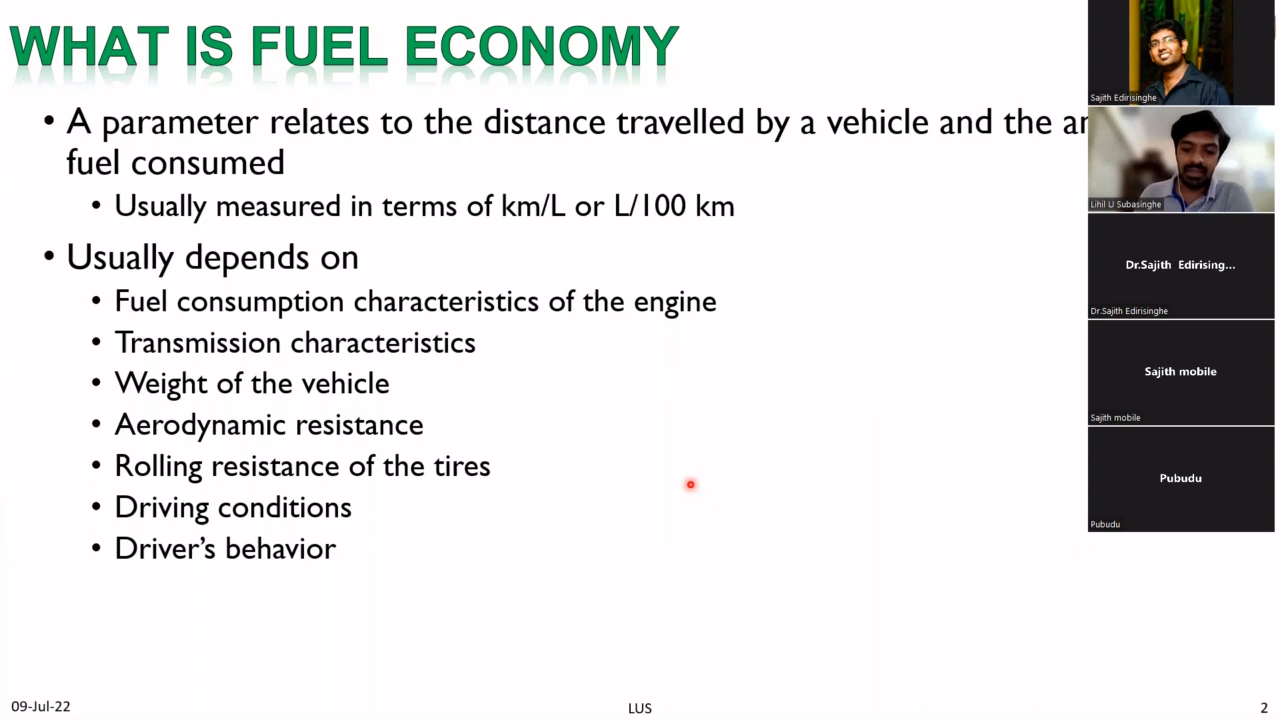 WHAT IS FUEL ECONOMY
• A parameter relates to the distance travelled by a vehicle and the
fuel consumed
• Usually measured in terms of km/L or L/100 km
• Usually depends on
• Fuel consumption characteristics of the engine
• Transmission characteristics
• Weight of the vehicle
• Aerodynamic resistance
• Rolling resistance of the tires
• Driving conditions
• Driver's behavior
09-Jul-22
LUS
2
Sajith Edirisinghe
Lihil U Subasinghe
Dr.Sajith Edirising...
Dr.Sajith Edirisinghe
Sajith mobile
Sajith mobile
Pubudu
Pubudu